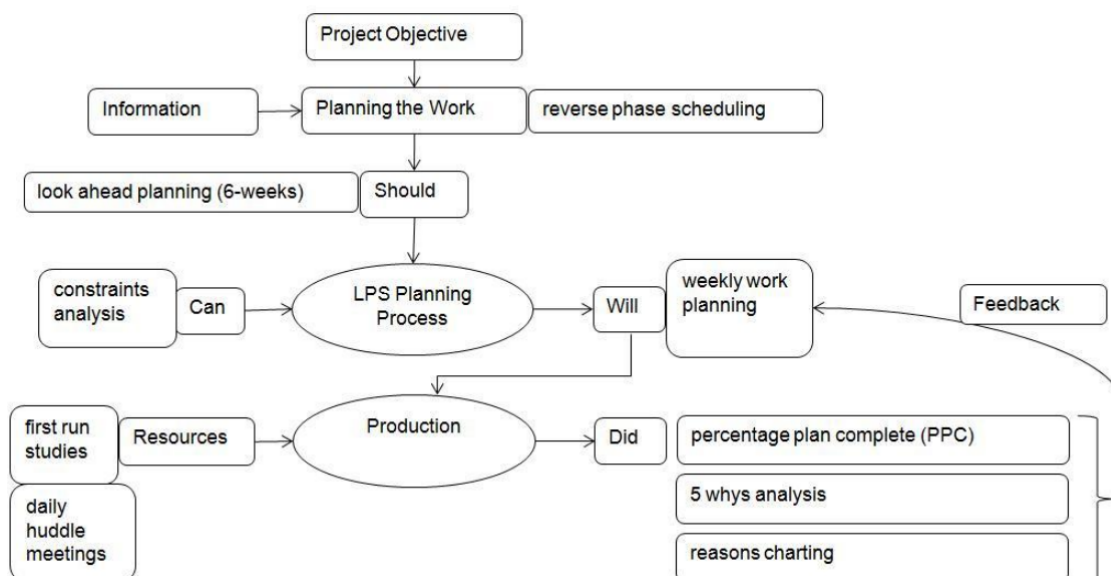 Project Objective
Information
Planning the Work
reverse phase scheduling
look ahead planning (6-weeks)
Should
constraints
analysis
Can
LPS Planning
Process
Will
weekly work
planning
Feedback
first run
studies
Resources
Production
Did
percentage plan complete (PPC)
daily
huddle
meetings
5 whys analysis
reasons charting